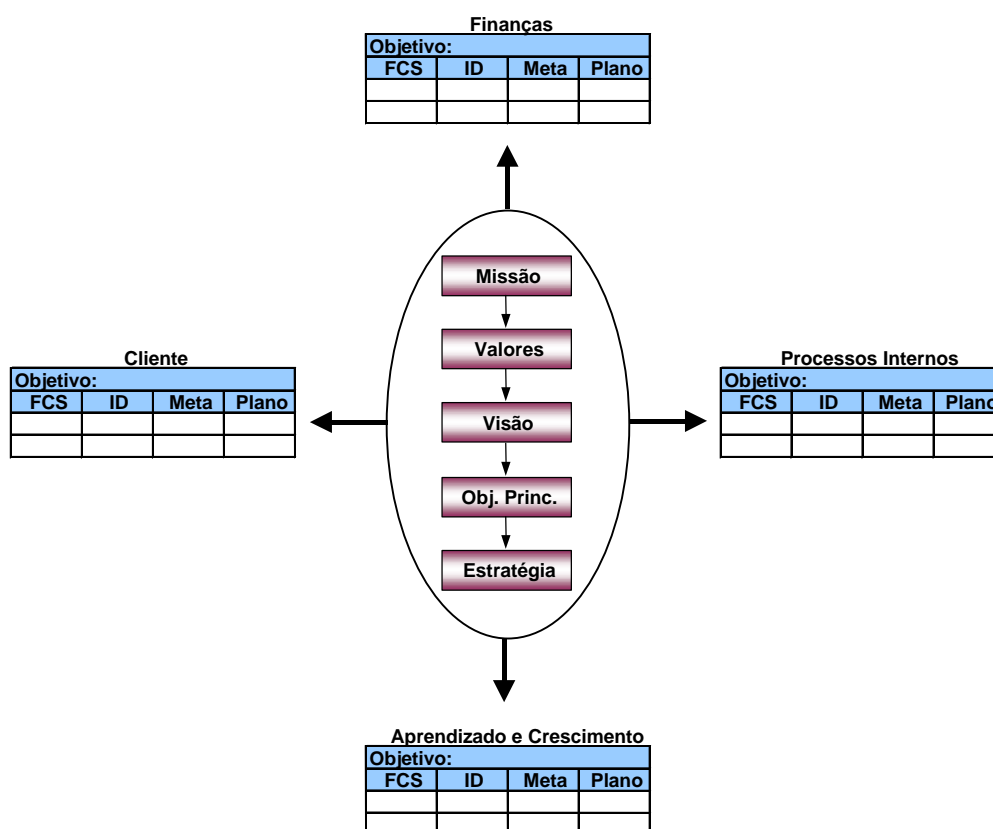 Finanças
Objetivo:
FCS ID Meta Plano
Missão
Valores
Visão
Obj. Princ.
Estratégia
Cliente
Objetivo:
FCS ID Meta Plano
Processos Internos
Objetivo:
FCS ID Meta Plano
Aprendizado e Crescimento
Objetivo:
FCS ID Meta Plano